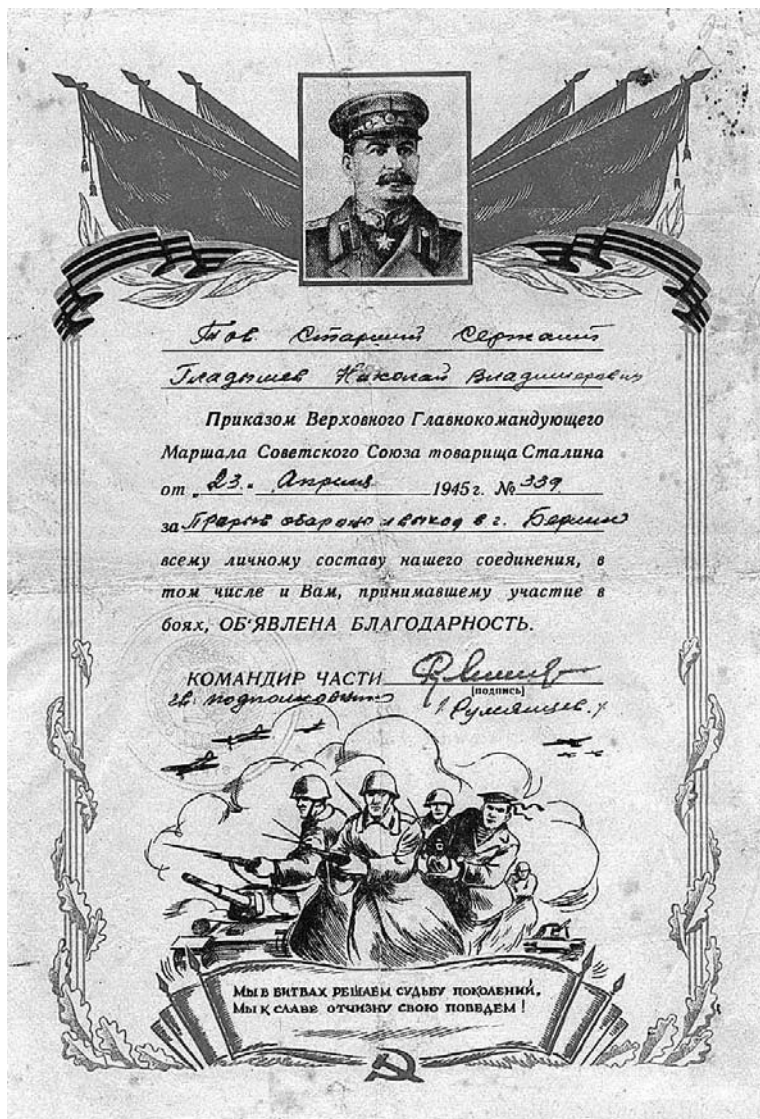 Тов. Старший Сержант
Гладышев Николай Владимирович
Приказом Верховного Главнокомандующего
Маршала Советского Союза товарища Сталина
от „23“ Апреля 1945 г. № 339
за Прарыв обароны и выход в г. Берлин
всему личному составу нашего соединения, в
том числе и Вам, принимавшему участие в
боях, ОБ'ЯВЛЕНА БЛАГОДАРНОСТЬ.
КОМАНДИР ЧАСТИ
(подпись)
гв. подполковник /Румянцев./
МЫ В БИТВАХ РЕШАЕМ СУДЬБУ ПОКОЛЕНИЙ,
МЫ К СЛАВЕ ОТЧИЗНУ СВОЮ ПОВЕДЕМ!